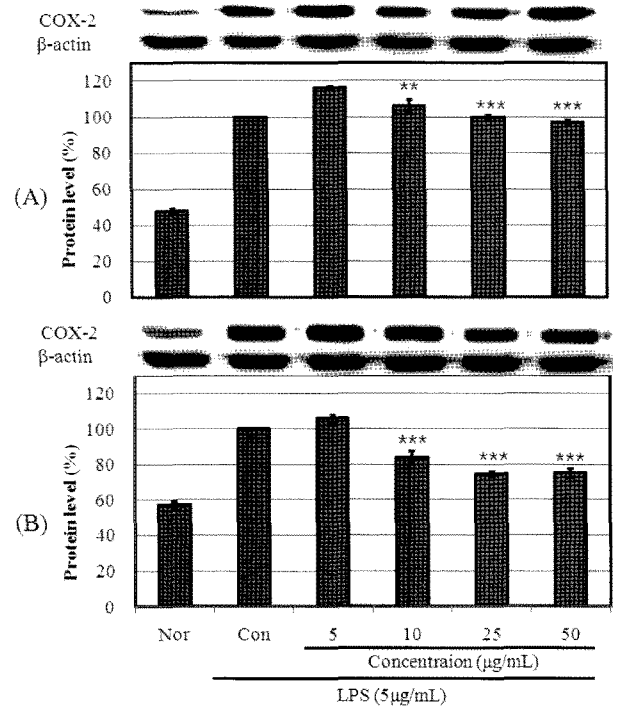 COX-2
β-actin
120
100
80
60
40
20
0
Protein level (%)
(A)
**
***
***
COX-2
β-actin
120
100
80
60
40
20
0
Protein level (%)
(B)
***
***
***
Nor Con 5 10 25 50
Concentraion (μg/mL)
LPS (5μg/mL)